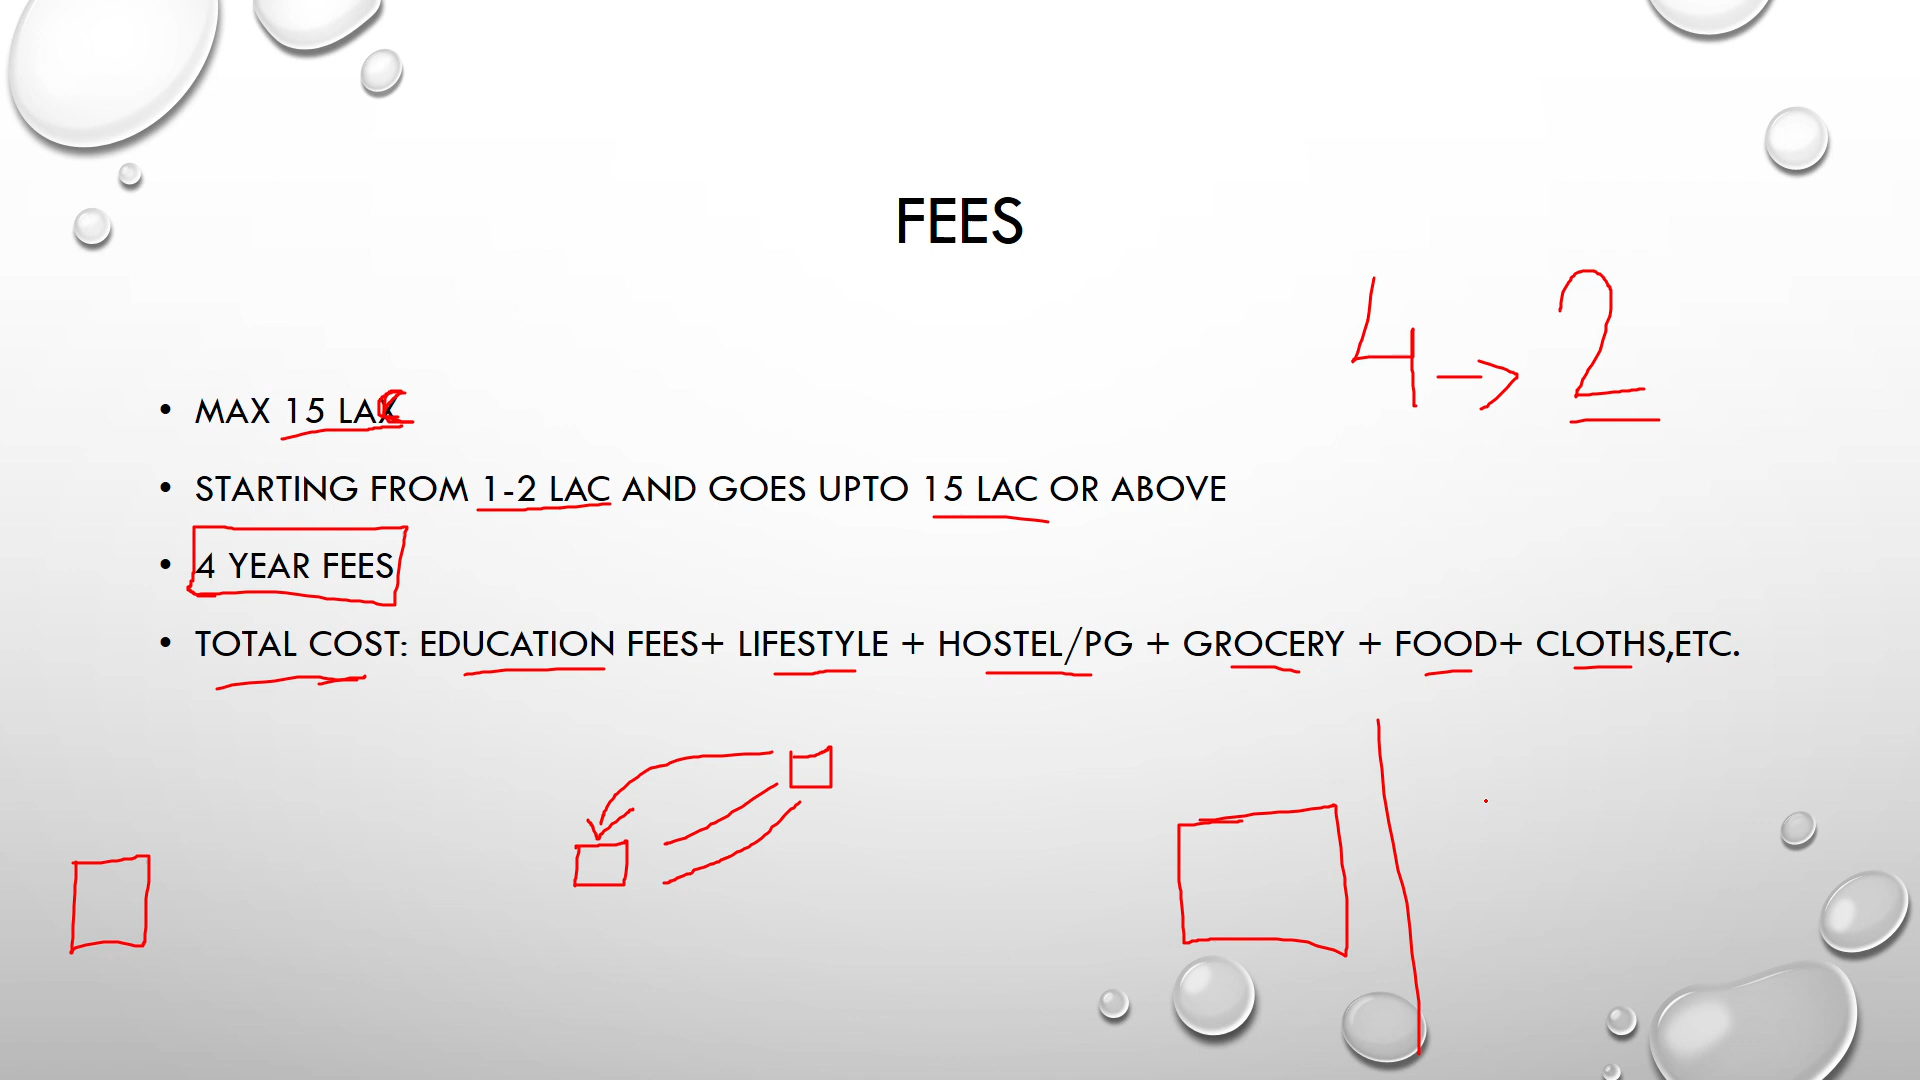 FEES
4 → 2
• MAX 15 LAC
• STARTING FROM 1-2 LAC AND GOES UPTO 15 LAC OR ABOVE
• 4 YEAR FEES
• TOTAL COST: EDUCATION FEES+ LIFESTYLE + HOSTEL/PG + GROCERY + FOOD+ CLOTHS,ETC.